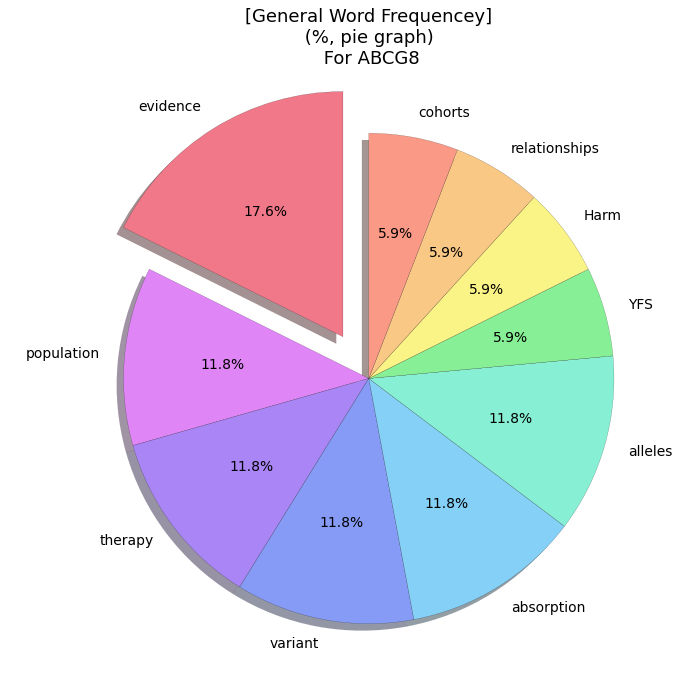 [General Word Frequencey]
(%, pie graph)
For ABCG8
evidence
17.6%
cohorts
5.9%
relationships
5.9%
Harm
5.9%
YFS
5.9%
alleles
11.8%
absorption
11.8%
variant
11.8%
therapy
11.8%
population
11.8%